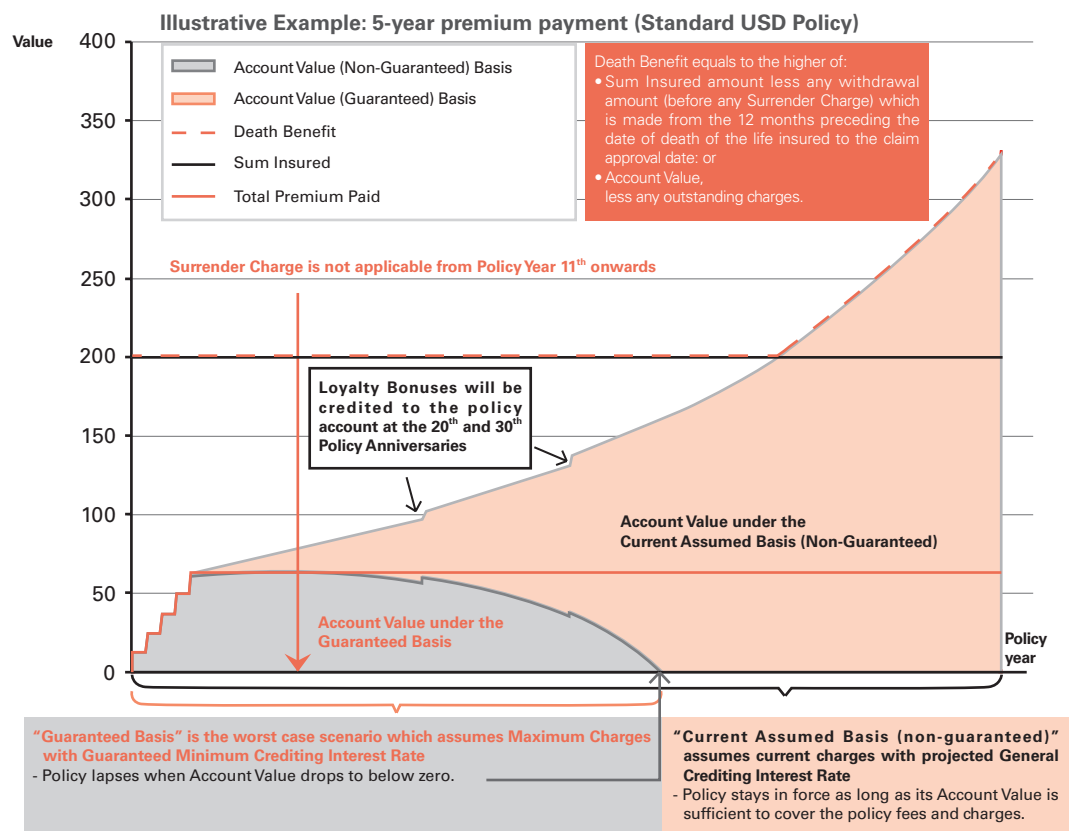 Illustrative Example: 5-year premium payment (Standard USD Policy)
Value
400
350
300
250
200
150
100
50
0
Account Value (Non-Guaranteed) Basis
Account Value (Guaranteed) Basis
Death Benefit
Sum Insured
Total Premium Paid
Death Benefit equals to the higher of:
• Sum Insured amount less any withdrawal
amount (before any Surrender Charge) which
is made from the 12 months preceding the
date of death of the life insured to the claim
approval date: or
• Account Value,
less any outstanding charges.
Surrender Charge is not applicable from Policy Year 11th onwards
Loyalty Bonuses will be
credited to the policy
account at the 20th and 30th
Policy Anniversaries
Account Value under the
Current Assumed Basis (Non-Guaranteed)
Account Value under the
Guaranteed Basis
Policy
year
“Guaranteed Basis” is the worst case scenario which assumes Maximum Charges
with Guaranteed Minimum Crediting Interest Rate
- Policy lapses when Account Value drops to below zero.
“Current Assumed Basis (non-guaranteed)”
assumes current charges with projected General
Crediting Interest Rate
- Policy stays in force as long as its Account Value is
sufficient to cover the policy fees and charges.